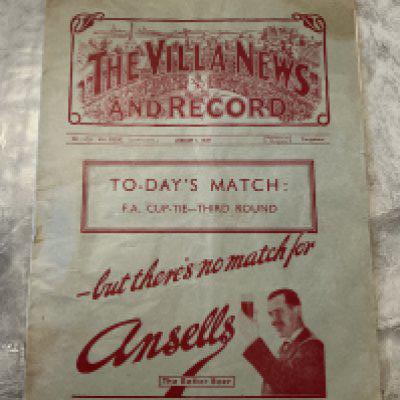 THE VILLA NEWS
AND RECORD
TO-DAY'S MATCH:
F.A. CUP-TIE—THIRD ROUND
—but there's no match for
Ansells
The Better Beer